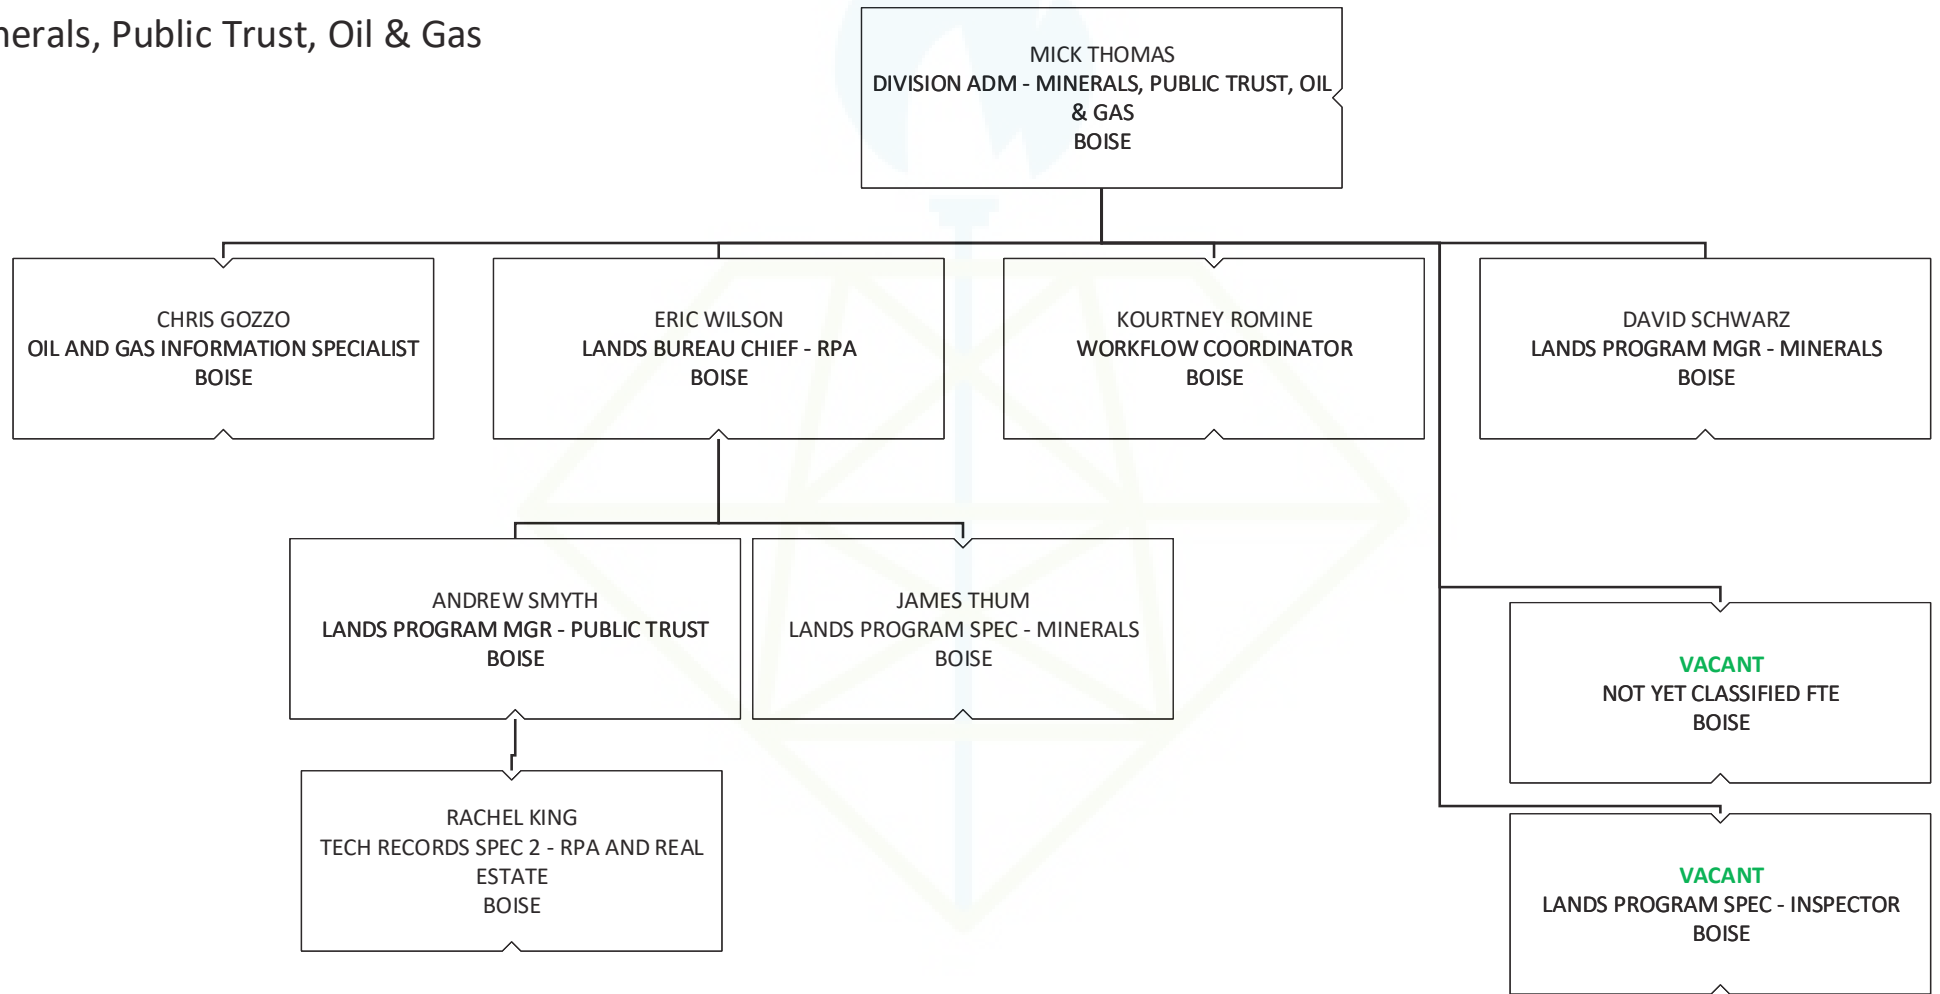 Public Trust, Oil & Gas
MICK THOMAS
DIVISION ADM - MINERALS, PUBLIC TRUST, OIL
& GAS
BOISE
CHRIS GOZZO
OIL AND GAS INFORMATION SPECIALIST
BOISE
ERIC WILSON
LANDS BUREAU CHIEF - RPA
BOISE
KOURTNEY ROMINE
WORKFLOW COORDINATOR
BOISE
DAVID SCHWARZ
LANDS PROGRAM MGR - MINERALS
BOISE
ANDREW SMYTH
LANDS PROGRAM MGR - PUBLIC TRUST
BOISE
JAMES THUM
LANDS PROGRAM SPEC - MINERALS
BOISE
VACANT
NOT YET CLASSIFIED FTE
BOISE
RACHEL KING
TECH RECORDS SPEC 2 - RPA AND REAL
ESTATE
BOISE
VACANT
LANDS PROGRAM SPEC - INSPECTOR
BOISE